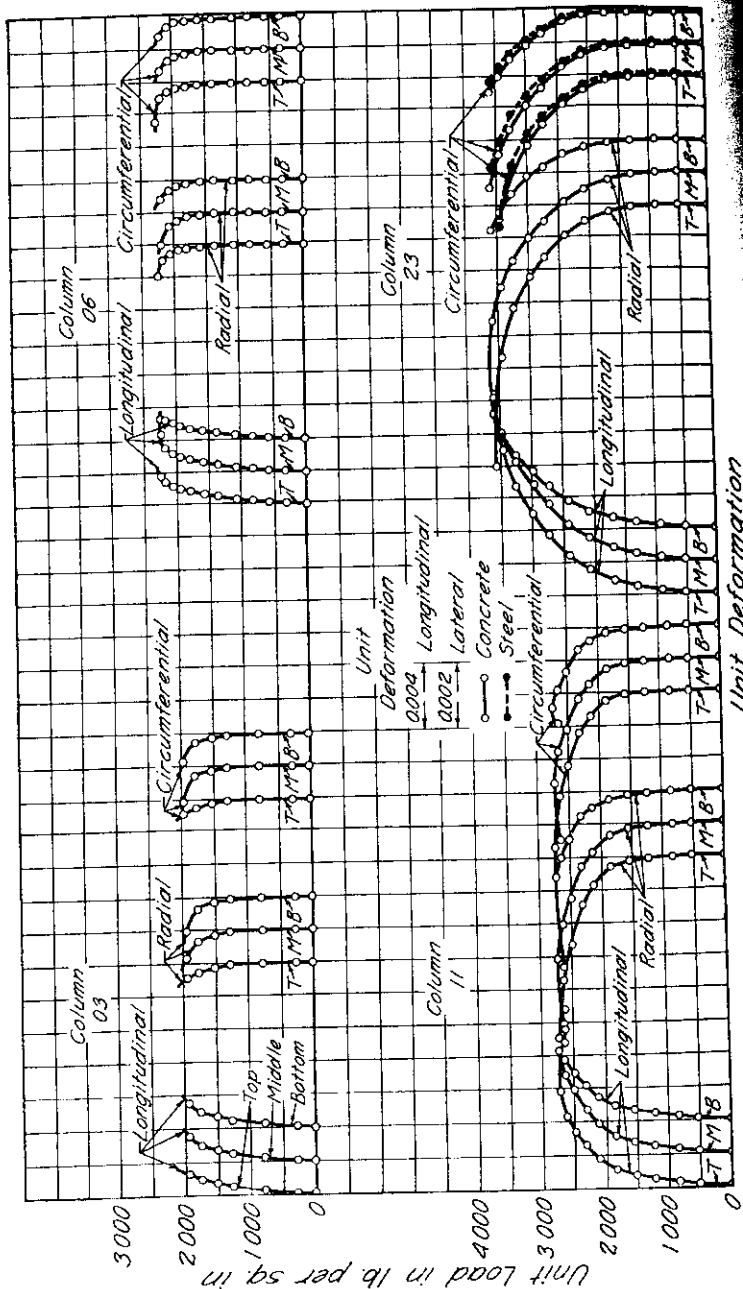 Unit Load in lb. per sq. in
3000
2000
1000
0
4000
3000
2000
1000
0
Column
03
Longitudinal
Top
Middle
Bottom
Radial
T M B
Circumferential
T M B
Column
06
Longitudinal
T M B
Radial
T M B
Circumferential
T M B
Column
11
Longitudinal
T M B
Radial
T M B
Circumferential
T M B
Unit
Deformation
0.004 Longitudinal
0.002 Lateral
Concrete
Steel
Column
23
Longitudinal
T M B
Radial
T M B
Circumferential
T M B
Unit Deformation